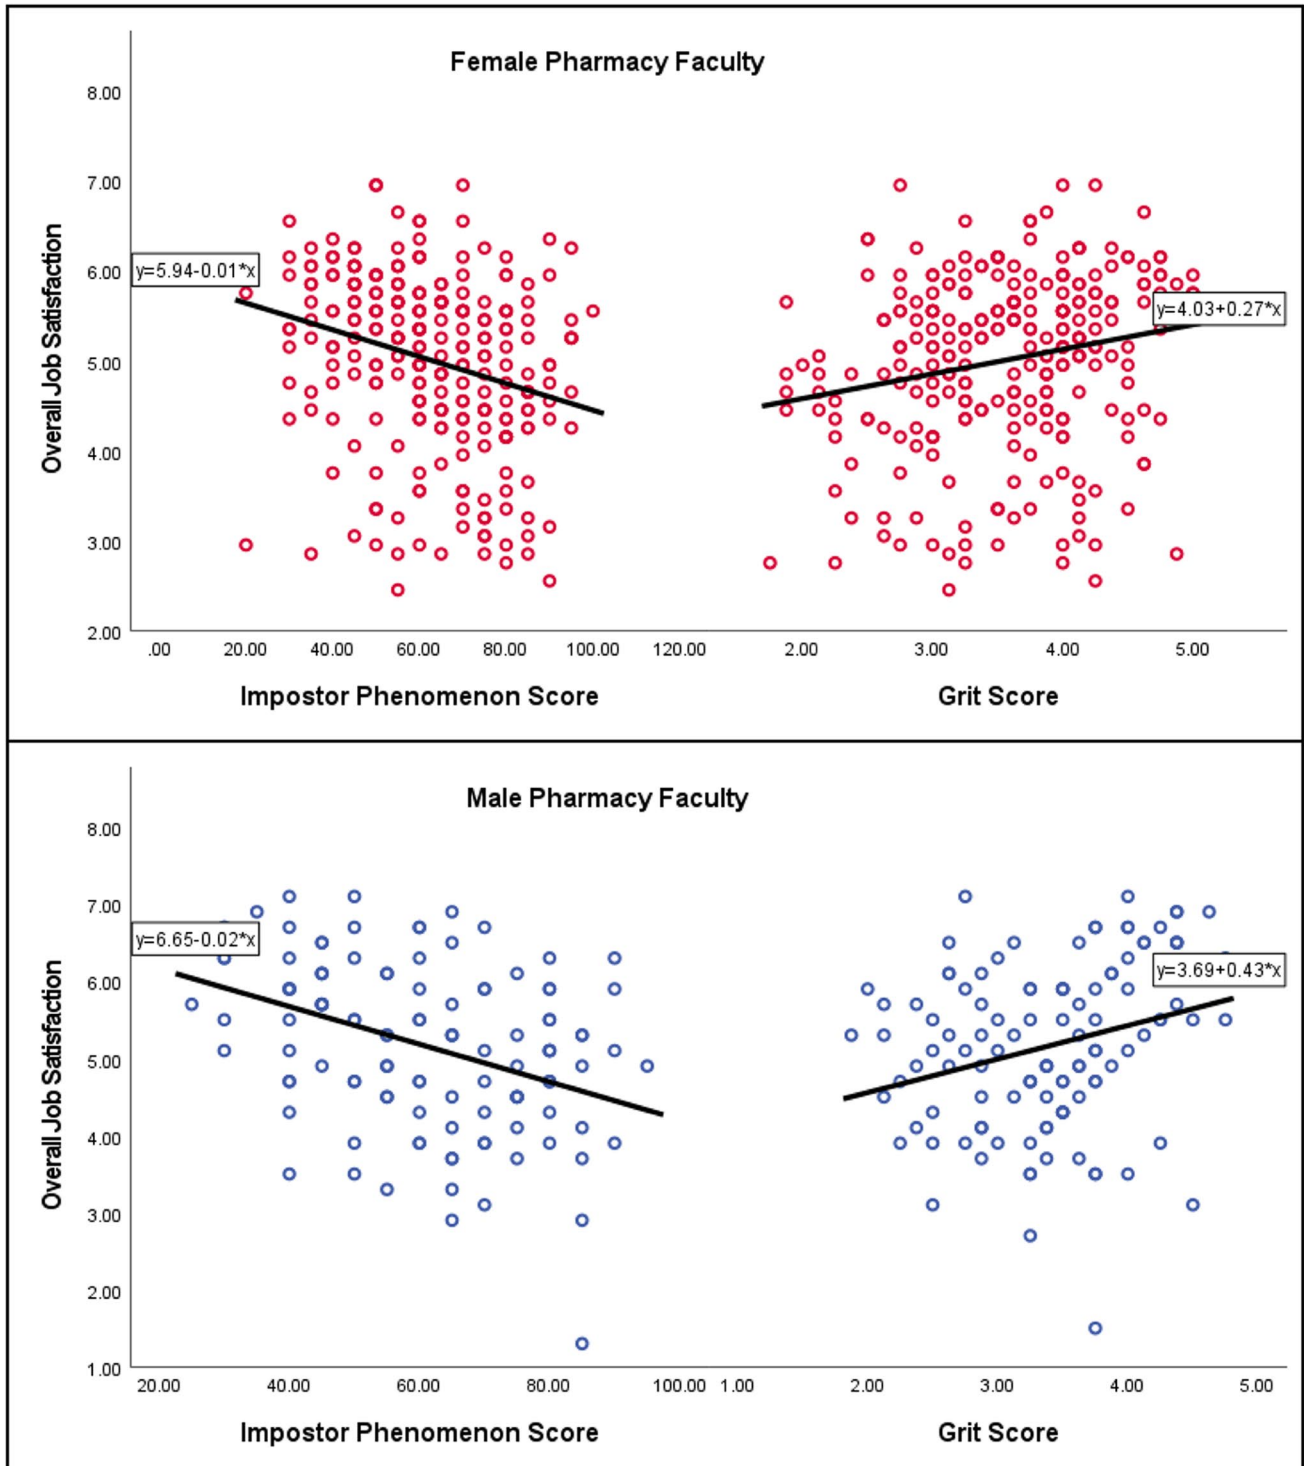 Female Pharmacy Faculty
8.00
7.00
6.00
5.00
4.00
3.00
2.00
Overall Job Satisfaction
y=5.94-0.01*x
y=4.03+0.27*x
.00 20.00 40.00 60.00 80.00 100.00 120.00 2.00 3.00 4.00 5.00
Impostor Phenomenon Score Grit Score
Male Pharmacy Faculty
8.00
7.00
6.00
5.00
4.00
3.00
2.00
1.00
Overall Job Satisfaction
y=6.65-0.02*x
y=3.69+0.43*x
20.00 40.00 60.00 80.00 100.00 1.00 2.00 3.00 4.00 5.00
Impostor Phenomenon Score Grit Score